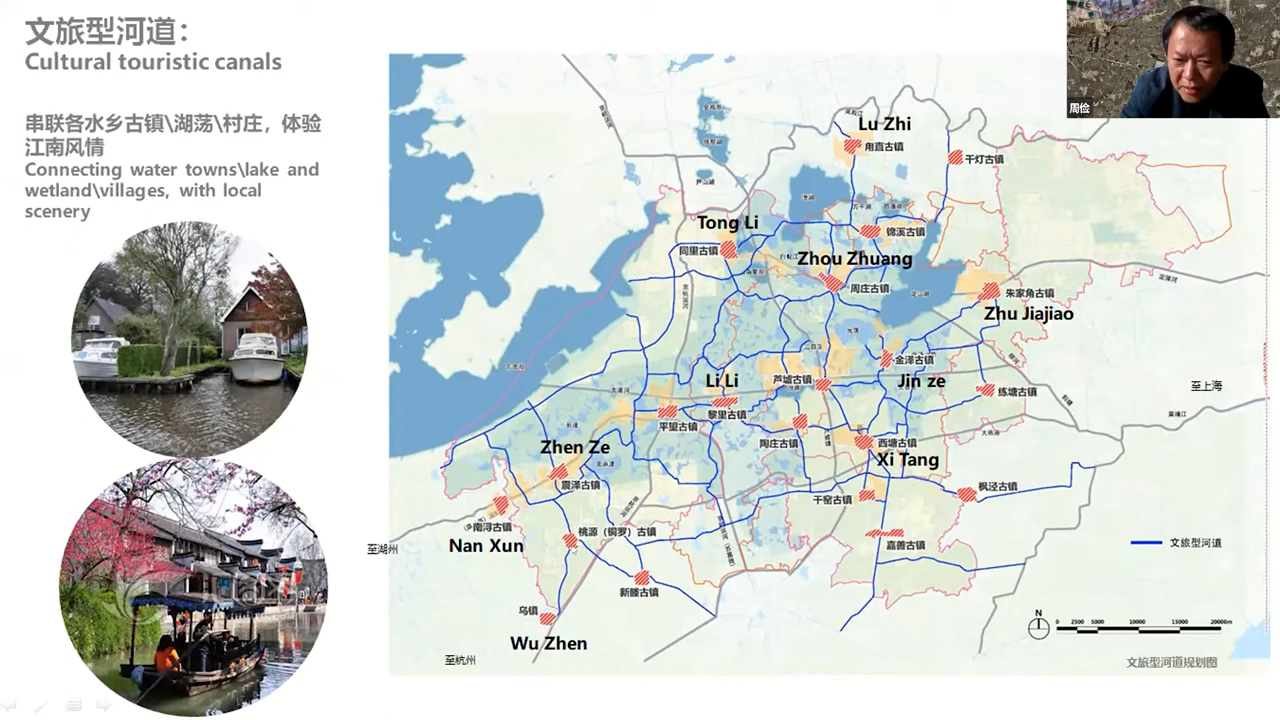 文旅型河道：
Cultural touristic canals
串联各水乡古镇\湖荡\村庄，体验
江南风情
Connecting water towns\lake and
wetland\villages, with local
scenery
周俭
Lu Zhi
甪直古镇
千灯古镇
Tong Li
同里古镇
锦溪古镇
Zhou Zhuang
周庄古镇
朱家角古镇
Zhu Jiajiao
金泽古镇
Jin ze
Li Li
芦墟古镇
黎里古镇
练塘古镇
至上海
平望古镇
陶庄古镇
西塘古镇
Xi Tang
Zhen Ze
震泽古镇
枫泾古镇
干窑古镇
南浔古镇
Nan Xun
桃源（铜罗）古镇
嘉善古镇
至湖州
新塍古镇
乌镇
Wu Zhen
至杭州
文旅型河道
N
0 2500 5000 10000 15000 20000m
文旅型河道规划图